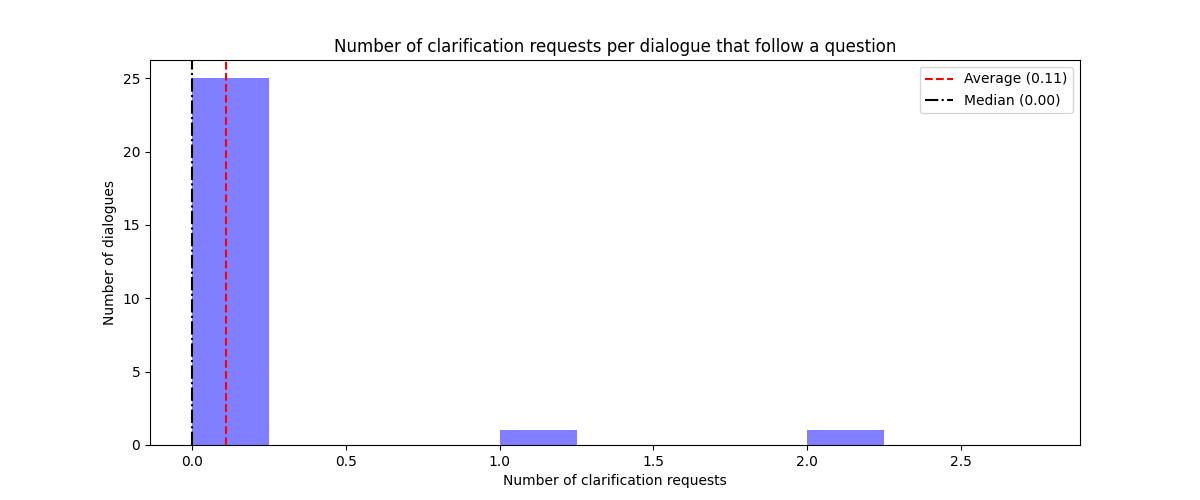 Number of clarification requests per dialogue that follow a question
Average (0.11)
Median (0.00)
Number of dialogues
25
20
15
10
5
0
0.0 0.5 1.0 1.5 2.0 2.5
Number of clarification requests